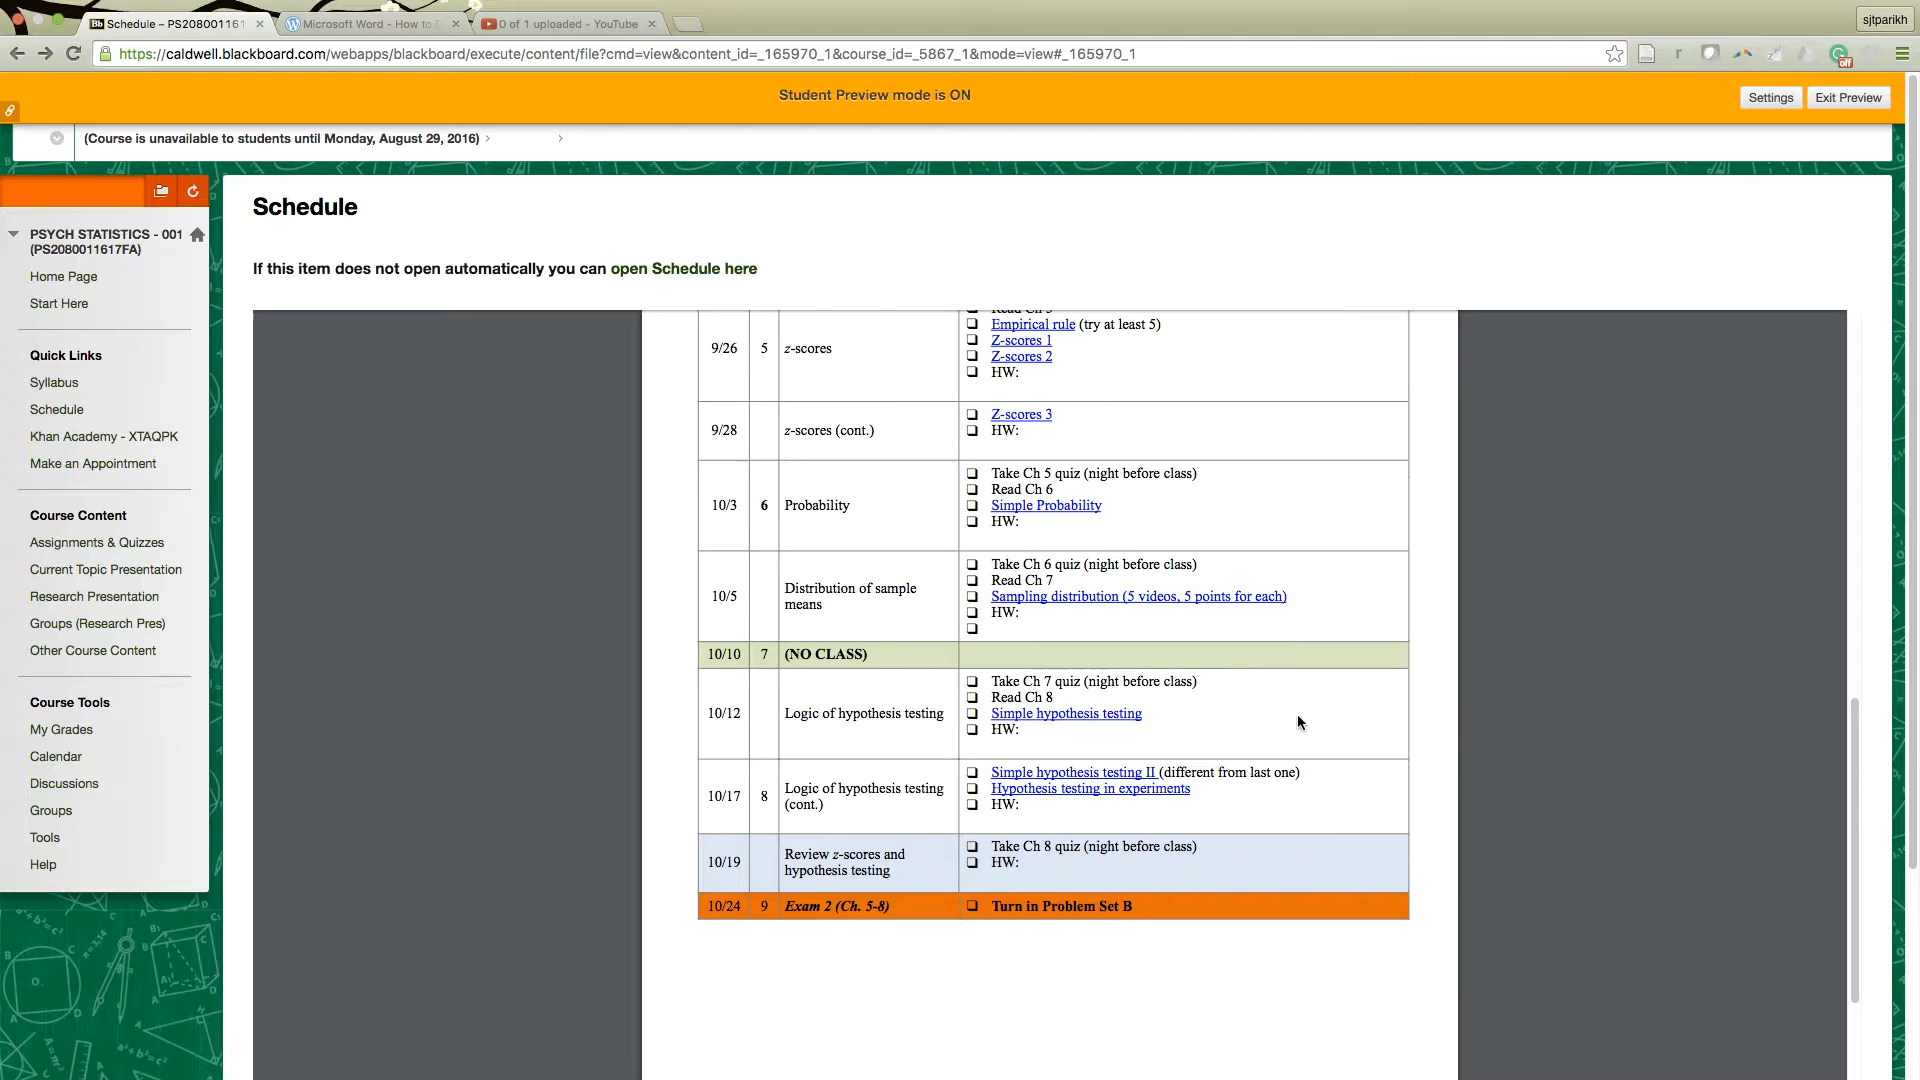 Schedule – PS208001161
Microsoft Word - How to
0 of 1 uploaded - YouTube
sjtparikh
https://caldwell.blackboard.com/webapps/blackboard/execute/content/file?cmd=view&content_id=_165970_1&course_id=_5867_1&mode=view#_165970_1
off
Student Preview mode is ON
Settings
Exit Preview
(Course is unavailable to students until Monday, August 29, 2016)
PSYCH STATISTICS - 001
(PS2080011617FA)
Home Page
Start Here
Quick Links
Syllabus
Schedule
Khan Academy - XTAQPK
Make an Appointment
Course Content
Assignments & Quizzes
Current Topic Presentation
Research Presentation
Groups (Research Pres)
Other Course Content
Course Tools
My Grades
Calendar
Discussions
Groups
Tools
Help
Schedule
If this item does not open automatically you can open Schedule here
9/26 5 z-scores
Empirical rule (try at least 5)
Z-scores 1
Z-scores 2
HW:
9/28 z-scores (cont.)
Z-scores 3
HW:
10/3 6 Probability
Take Ch 5 quiz (night before class)
Read Ch 6
Simple Probability
HW:
10/5 Distribution of sample
means
Take Ch 6 quiz (night before class)
Read Ch 7
Sampling distribution (5 videos, 5 points for each)
HW:
10/10 7 (NO CLASS)
10/12 Logic of hypothesis testing
Take Ch 7 quiz (night before class)
Read Ch 8
Simple hypothesis testing
HW:
10/17 8 Logic of hypothesis testing
(cont.)
Simple hypothesis testing II (different from last one)
Hypothesis testing in experiments
HW:
10/19 Review z-scores and
hypothesis testing
Take Ch 8 quiz (night before class)
HW:
10/24 9 Exam 2 (Ch. 5-8) Turn in Problem Set B